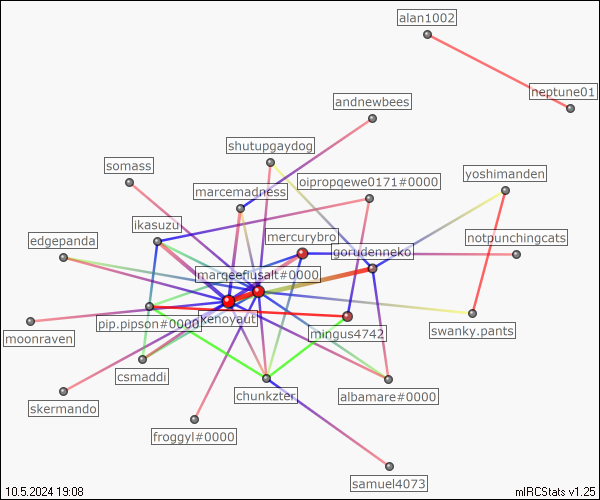 alan1002
neptune01
andnewbees
shutupgaydog
somass
yoshimanden
oipropqewe0171#0000
marcemadness
ikasuzu
mercurybro
edgepanda
notpunchingcats
gorudenneko
marqeeflusalt#0000
kenoyaut
pip.pipson#0000
swanky.pants
mingus4742
moonraven
csmaddi
chunkzter
albamare#0000
skermando
froggyl#0000
samuel4073
10.5.2024 19:08
mIRCStats v1.25